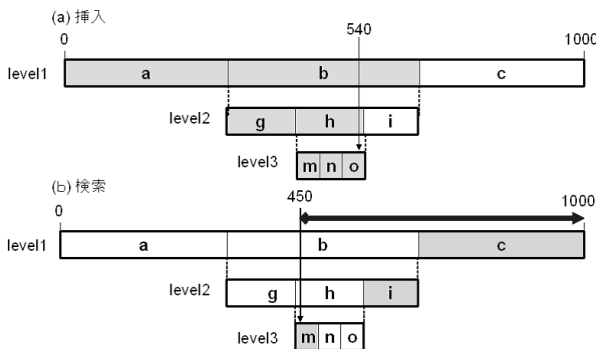 (a) 挿入
0 540 1000
level1 a b c
level2 g h i
level3 m n o
(b) 検索
0 450 1000
level1 a b c
level2 g h i
level3 m n o